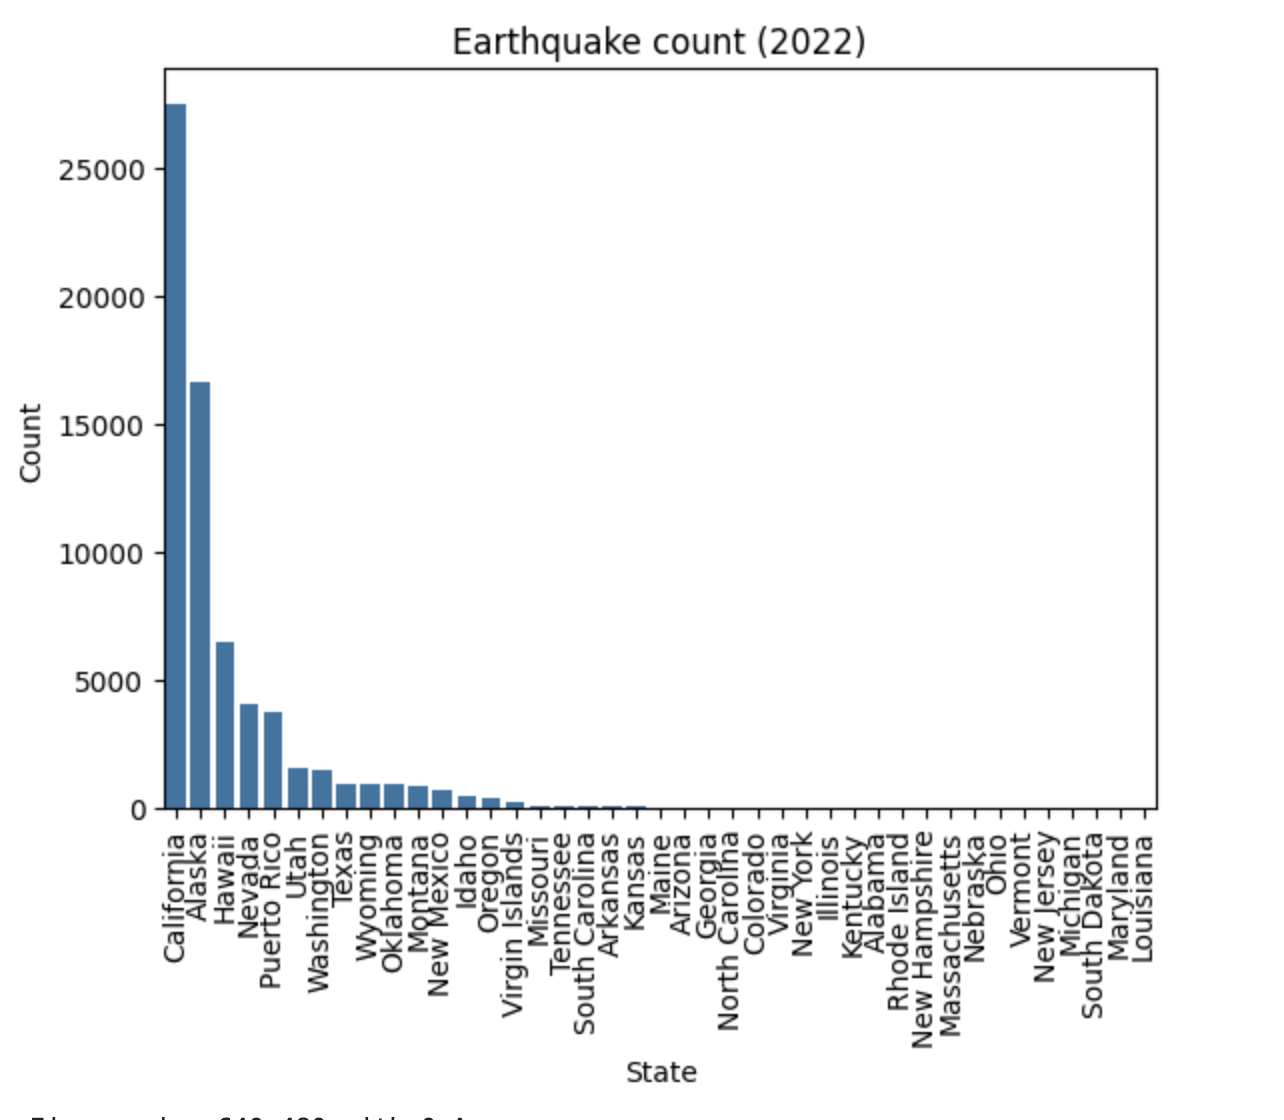 Earthquake count (2022)
Count
25000
20000
15000
10000
5000
0
California
Alaska
Hawaii
Nevada
Puerto Rico
Utah
Washington
Texas
Wyoming
Oklahoma
Montana
New Mexico
Idaho
Oregon
Virgin Islands
Missouri
Tennessee
South Carolina
Arkansas
Kansas
Maine
Arizona
Georgia
North Carolina
Colorado
Virginia
New York
Illinois
Kentucky
Alabama
Rhode Island
New Hampshire
Massachusetts
Nebraska
Ohio
Vermont
New Jersey
Michigan
South Dakota
Maryland
Louisiana
State